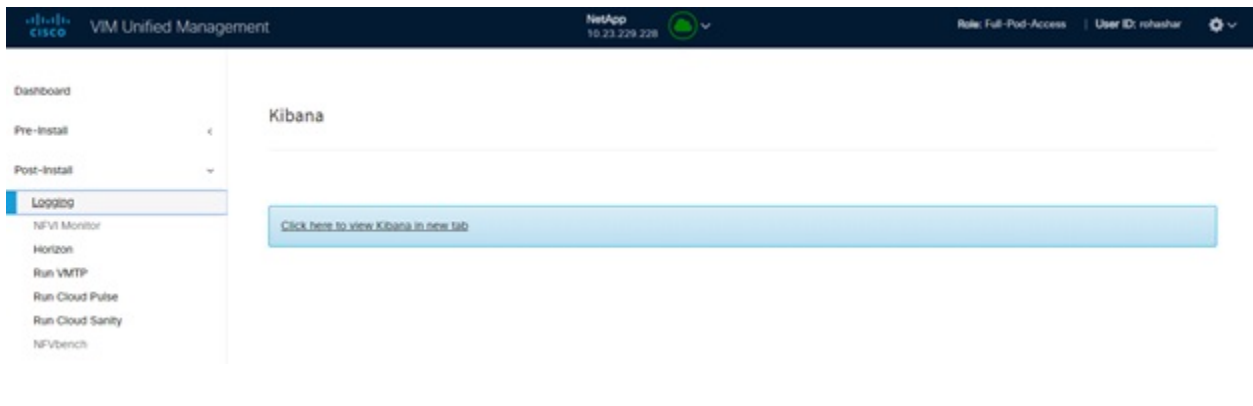 CISCO VIM Unified Management
NetApp
10.23.229.228
Role: Full-Pod-Access | User ID: rohashar
Dashboard
Pre-Install
Post-Install
Logging
NFVI Monitor
Horizon
Run VMTP
Run Cloud Pulse
Run Cloud Sanity
NFVbench
Kibana
Click here to view Kibana in new tab